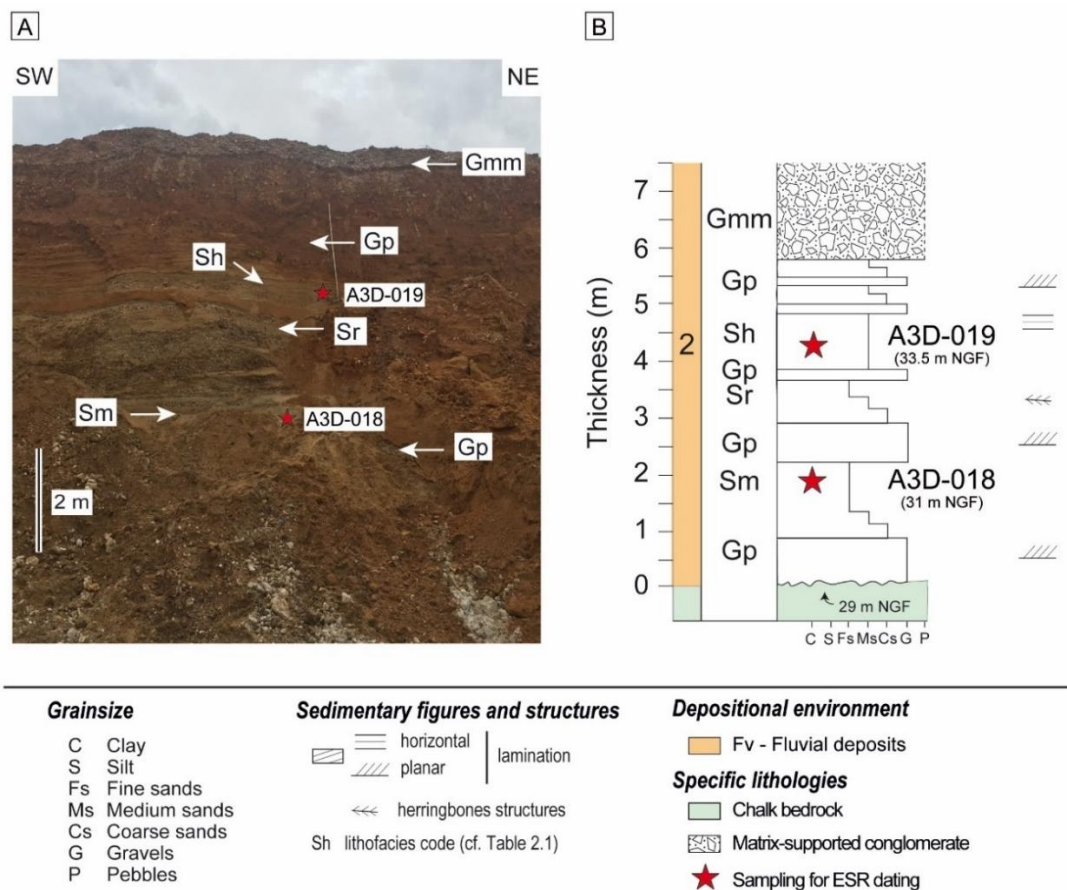 A
SW
NE
Gmm
Gp
Sh
A3D-019
Sr
Sm
A3D-018
Gp
2 m
B
Thickness (m)
7
6
5
4
3
2
1
0
2
Gmm
Gp
Sh
Gp
Sr
Gp
Sm
Gp
A3D-019
(33.5 m NGF)
A3D-018
(31 m NGF)
29 m NGF
C S Fs Ms Cs G P
Grainsize
C Clay
S Silt
Fs Fine sands
Ms Medium sands
Cs Coarse sands
G Gravels
P Pebbles
Sedimentary figures and structures
horizontal
planar
lamination
herringbones structures
Sh lithofacies code (cf. Table 2.1)
Depositional environment
Fv - Fluvial deposits
Specific lithologies
Chalk bedrock
Matrix-supported conglomerate
Sampling for ESR dating